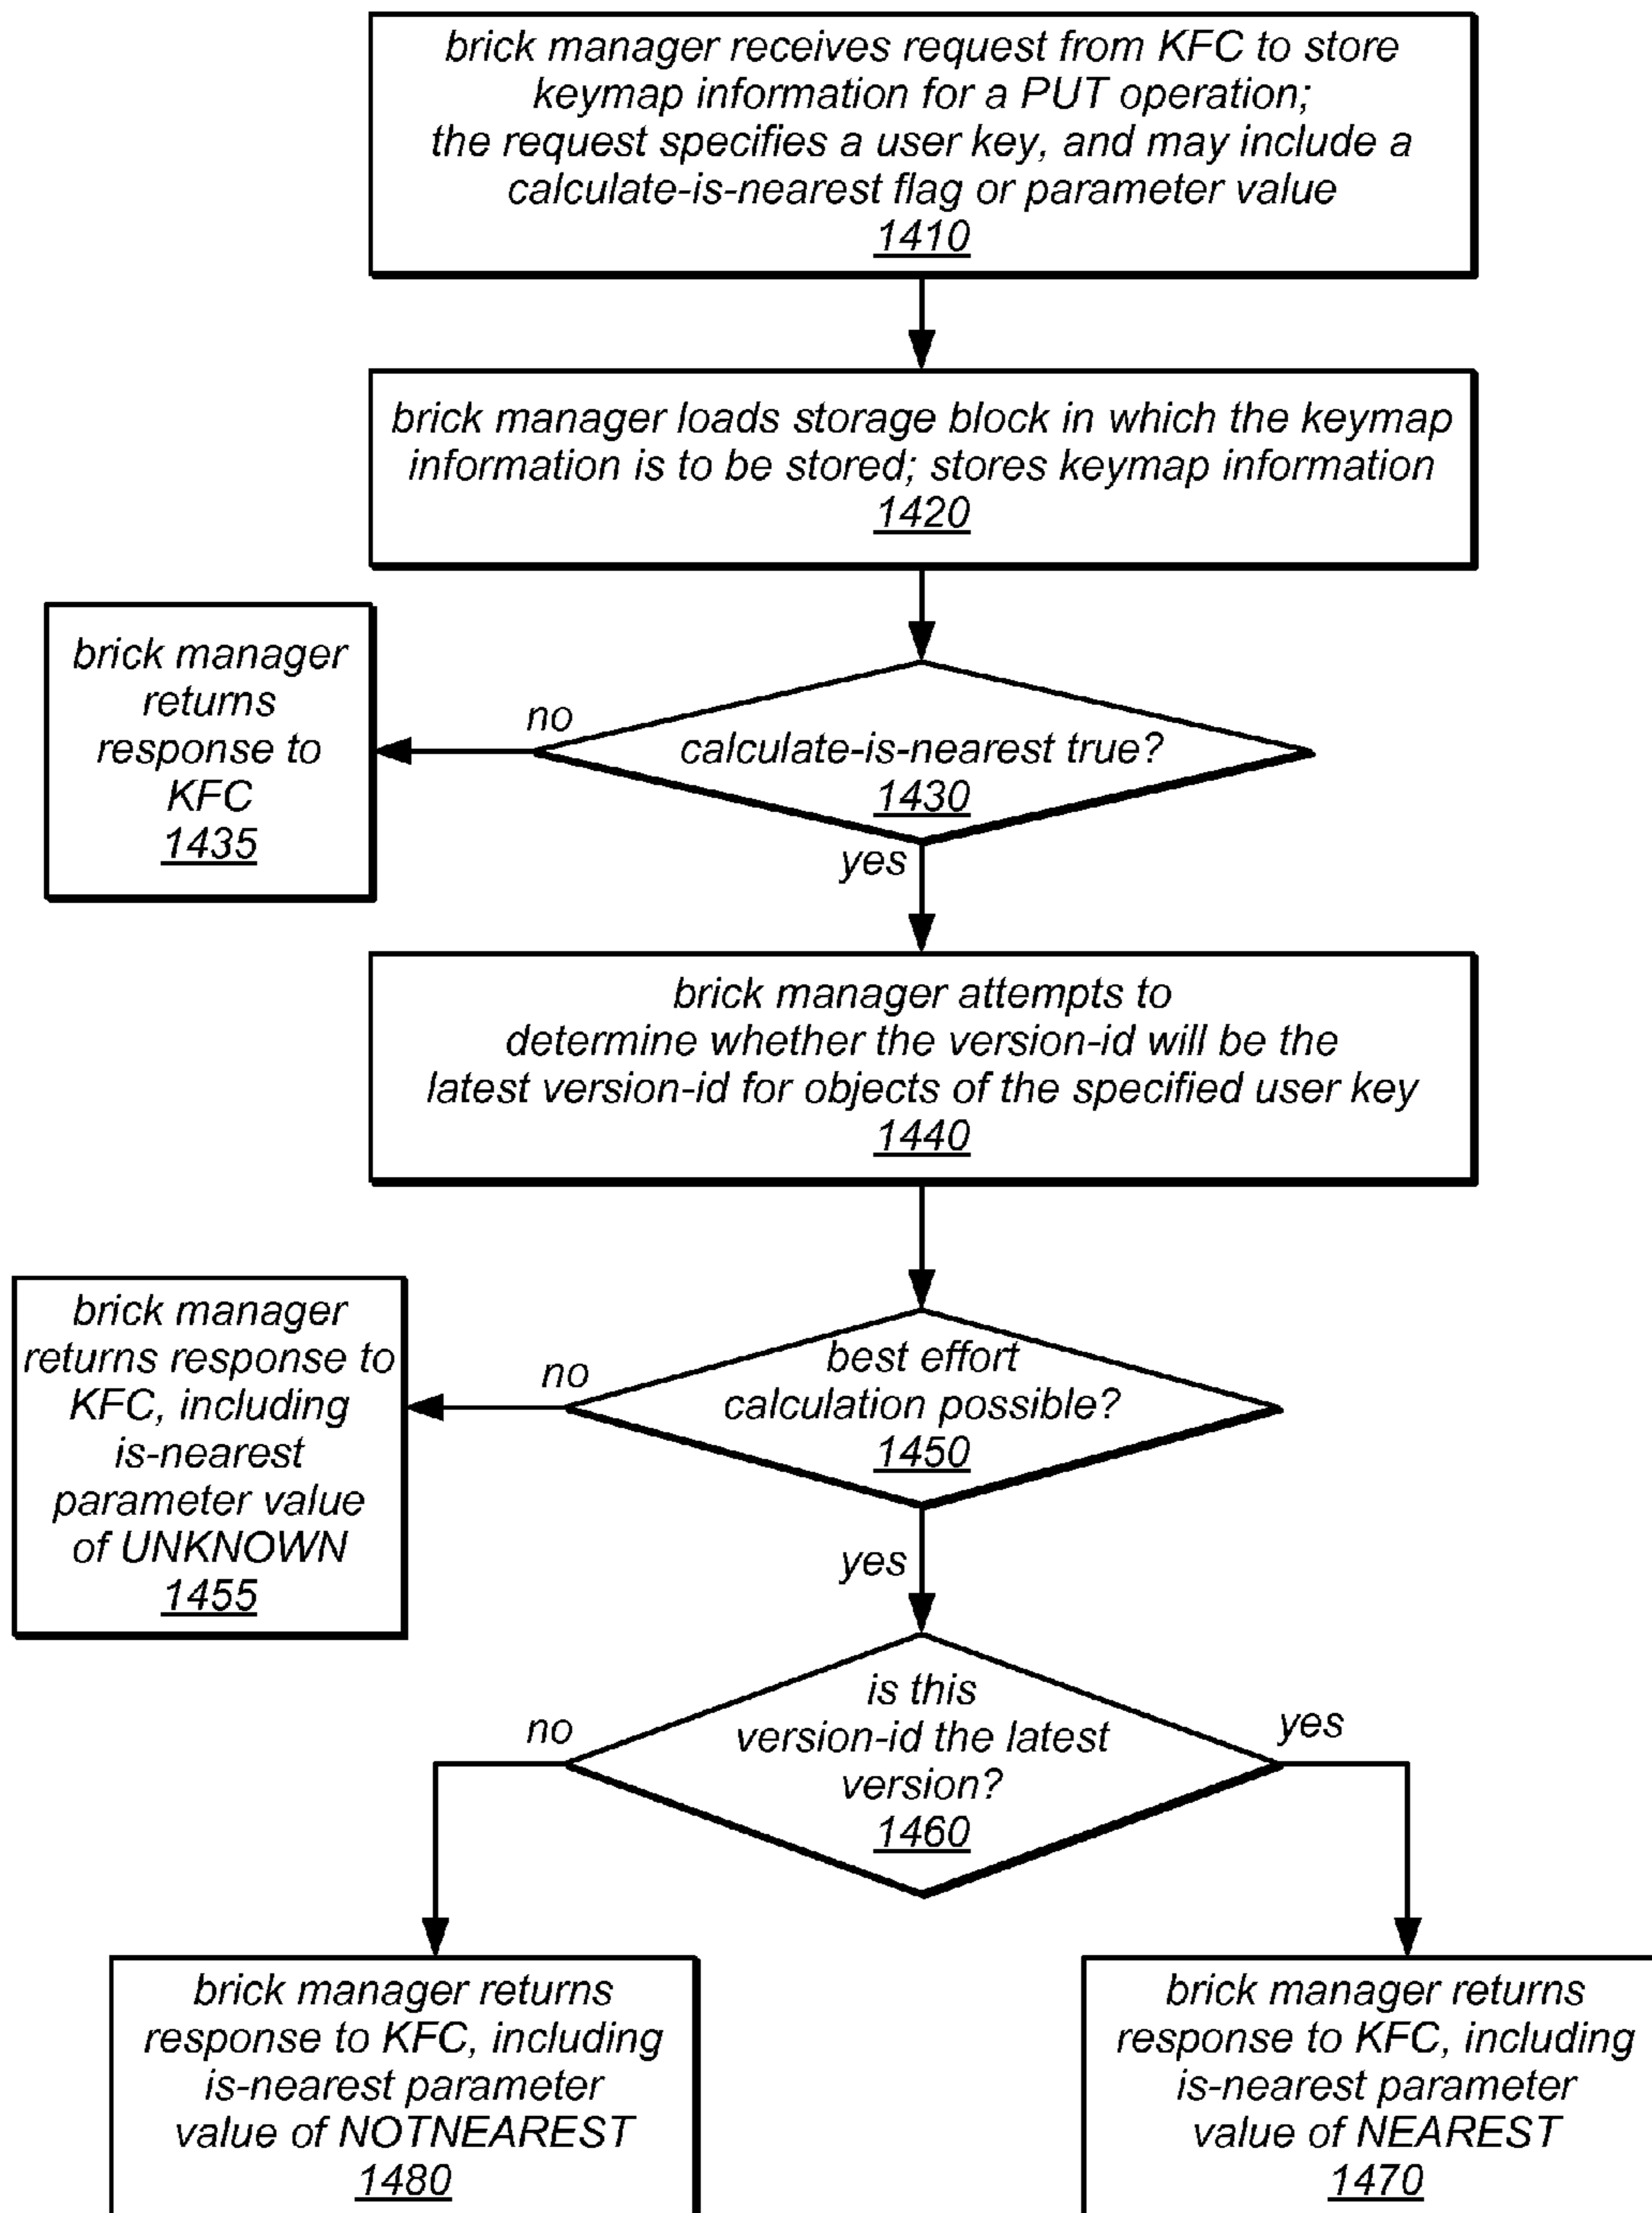 brick manager receives request from KFC to store
keymap information for a PUT operation;
the request specifies a user key, and may include a
calculate-is-nearest flag or parameter value
1410
brick manager loads storage block in which the keymap
information is to be stored; stores keymap information
1420
brick manager
returns
response to
KFC
1435
no
calculate-is-nearest true?
1430
yes
brick manager attempts to
determine whether the version-id will be the
latest version-id for objects of the specified user key
1440
brick manager
returns response to
KFC, including
is-nearest
parameter value
of UNKNOWN
1455
no
best effort
calculation possible?
1450
yes
is this
version-id the latest
version?
1460
no
yes
brick manager returns
response to KFC, including
is-nearest parameter
value of NOTNEAREST
1480
brick manager returns
response to KFC, including
is-nearest parameter
value of NEAREST
1470